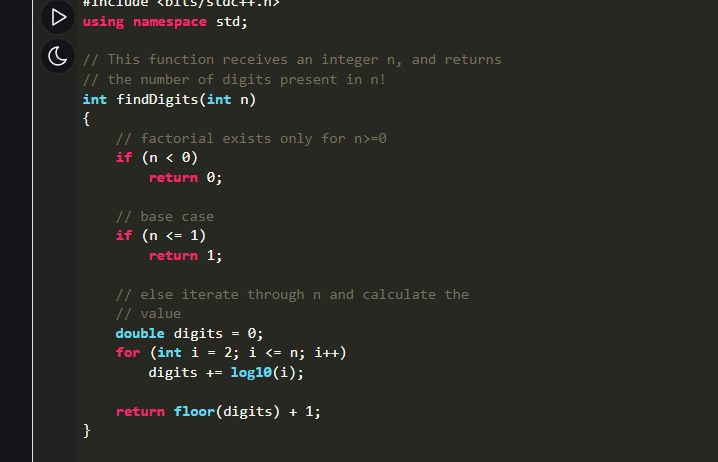 #include <bits/stdc++.h>
using namespace std;
// This function receives an integer n, and returns
// the number of digits present in n!
int findDigits(int n)
{
// factorial exists only for n>=0
if (n < 0)
return 0;
// base case
if (n <= 1)
return 1;
// else iterate through n and calculate the
// value
double digits = 0;
for (int i = 2; i <= n; i++)
digits += log10(i);
return floor(digits) + 1;
}